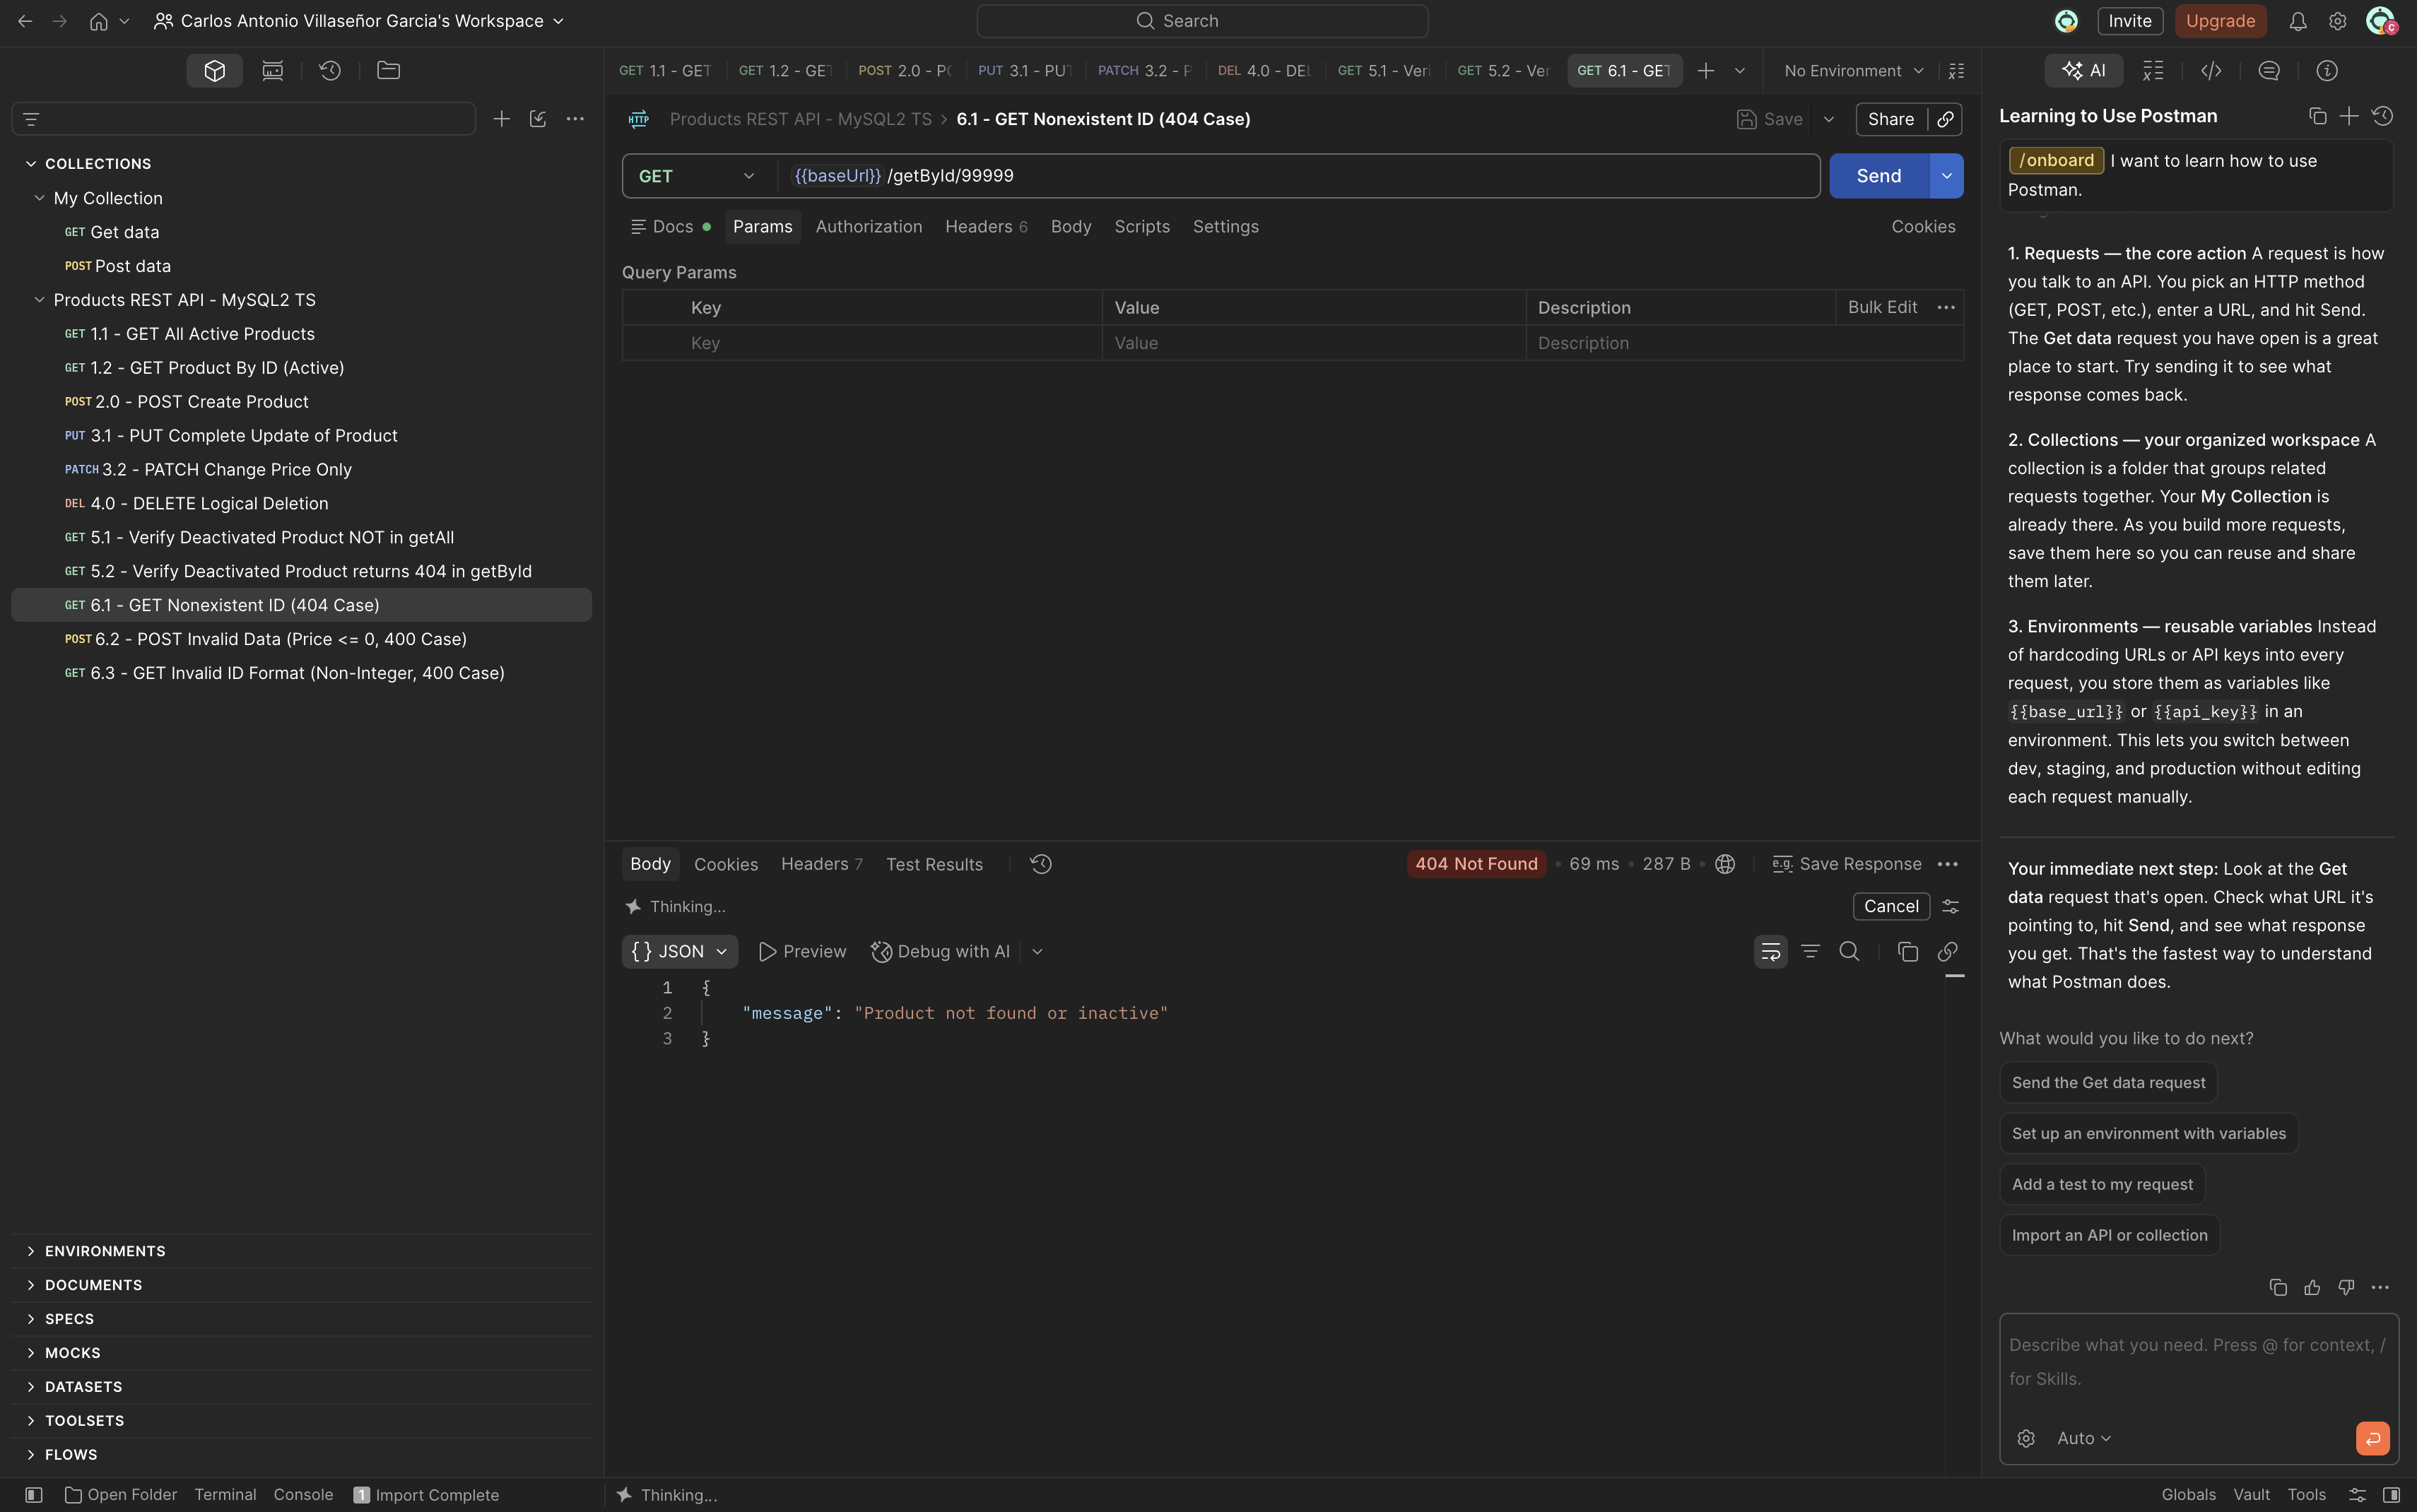 Carlos Antonio Villaseñor Garcia's Workspace
Search
Invite
Upgrade
C
COLLECTIONS
My Collection
GET Get data
POST Post data
Products REST API - MySQL2 TS
GET 1.1 - GET All Active Products
GET 1.2 - GET Product By ID (Active)
POST 2.0 - POST Create Product
PUT 3.1 - PUT Complete Update of Product
PATCH 3.2 - PATCH Change Price Only
DEL 4.0 - DELETE Logical Deletion
GET 5.1 - Verify Deactivated Product NOT in getAll
GET 5.2 - Verify Deactivated Product returns 404 in getById
GET 6.1 - GET Nonexistent ID (404 Case)
POST 6.2 - POST Invalid Data (Price <= 0, 400 Case)
GET 6.3 - GET Invalid ID Format (Non-Integer, 400 Case)
ENVIRONMENTS
DOCUMENTS
SPECS
MOCKS
DATASETS
TOOLSETS
FLOWS
GET 1.1 - GET GET 1.2 - GET POST 2.0 - PO PUT 3.1 - PUT PATCH 3.2 - P DEL 4.0 - DEL GET 5.1 - Veri GET 5.2 - Ver GET 6.1 - GET No Environment
HTTP Products REST API - MySQL2 TS > 6.1 - GET Nonexistent ID (404 Case) Save Share
GET {{baseUrl}}/getById/99999 Send
Docs Params Authorization Headers 6 Body Scripts Settings Cookies
Query Params
Key Value Description Bulk Edit
Key Value Description
Body Cookies Headers 7 Test Results 404 Not Found • 69 ms • 287 B • e.g. Save Response
Thinking... Cancel
{} JSON Preview Debug with AI
1 {
2 "message": "Product not found or inactive"
3 }
AI
Learning to Use Postman
/onboard I want to learn how to use
Postman.
1. Requests — the core action A request is how
you talk to an API. You pick an HTTP method
(GET, POST, etc.), enter a URL, and hit Send.
The Get data request you have open is a great
place to start. Try sending it to see what
response comes back.
2. Collections — your organized workspace A
collection is a folder that groups related
requests together. Your My Collection is
already there. As you build more requests,
save them here so you can reuse and share
them later.
3. Environments — reusable variables Instead
of hardcoding URLs or API keys into every
request, you store them as variables like
{{base_url}} or {{api_key}} in an
environment. This lets you switch between
dev, staging, and production without editing
each request manually.
Your immediate next step: Look at the Get
data request that's open. Check what URL it's
pointing to, hit Send, and see what response
you get. That's the fastest way to understand
what Postman does.
What would you like to do next?
Send the Get data request
Set up an environment with variables
Add a test to my request
Import an API or collection
Describe what you need. Press @ for context, /
for Skills.
Auto
Open Folder Terminal Console 1 Import Complete Thinking... Globals Vault Tools